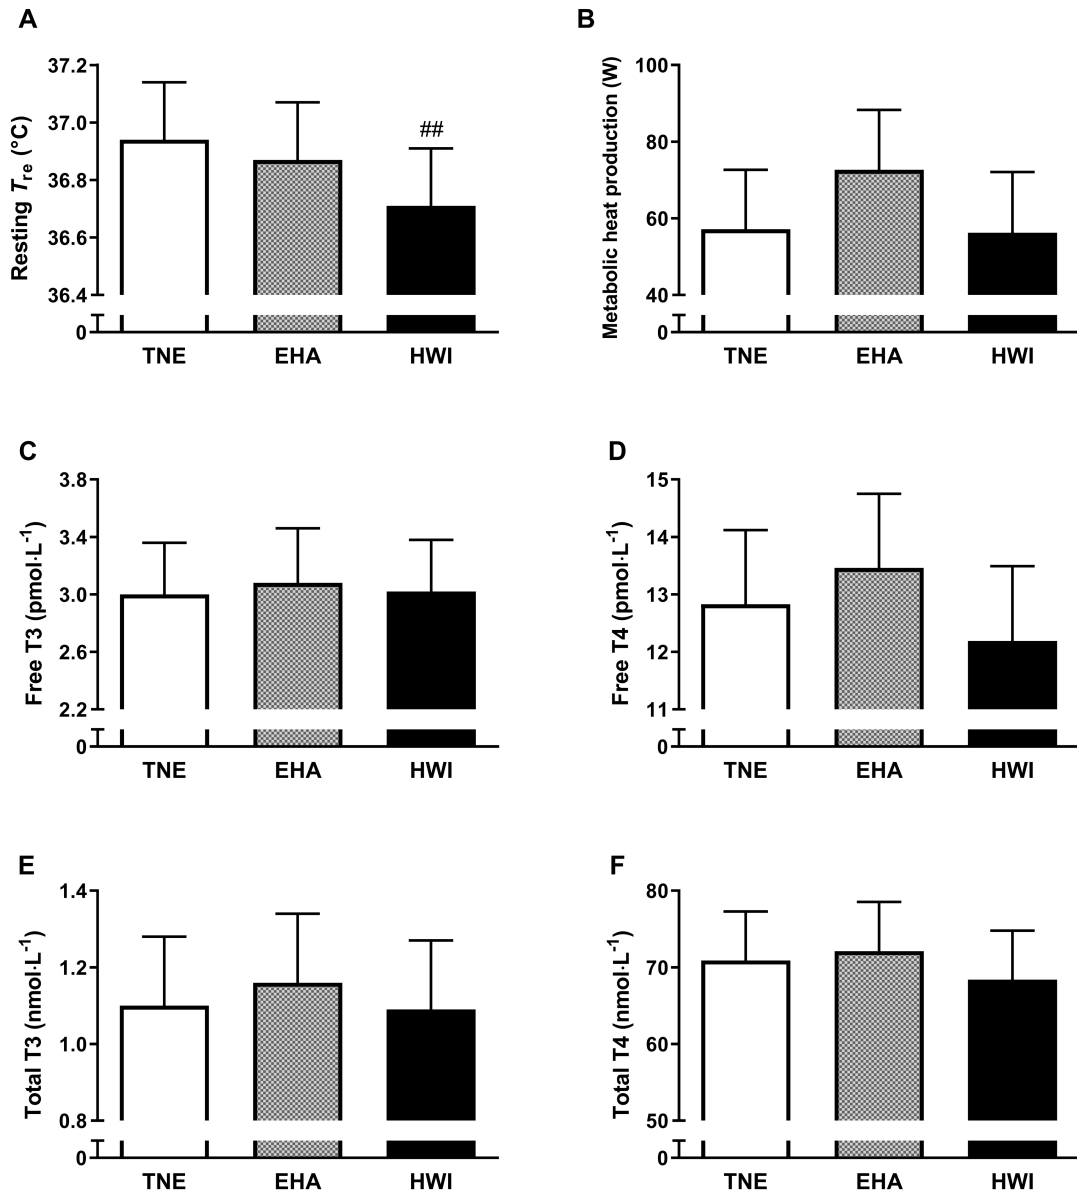 A
Resting Tre (°C)
37.2
37.0
36.8
36.6
36.4
0
##
TNE EHA HWI
B
Metabolic heat production (W)
100
80
60
40
0
TNE EHA HWI
C
Free T3 (pmol·L-1)
3.8
3.4
3.0
2.6
2.2
0
TNE EHA HWI
D
Free T4 (pmol·L-1)
15
14
13
12
11
0
TNE EHA HWI
E
Total T3 (nmol·L-1)
1.4
1.2
1.0
0.8
0
TNE EHA HWI
F
Total T4 (nmol·L-1)
80
70
60
50
0
TNE EHA HWI